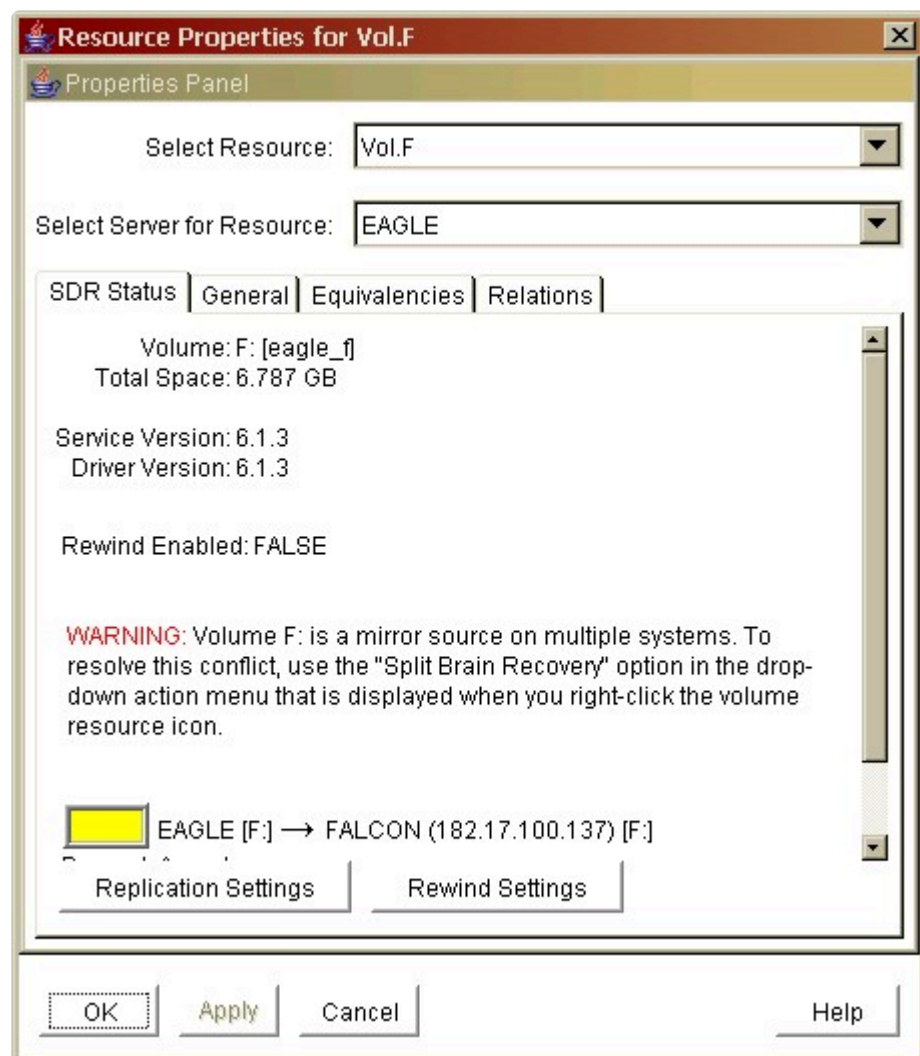 Resource Properties for Vol.F
Properties Panel
Select Resource: Vol.F
Select Server for Resource: EAGLE
SDR Status General Equivalencies Relations
Volume: F: [eagle_f]
Total Space: 6.787 GB
Service Version: 6.1.3
Driver Version: 6.1.3
Rewind Enabled: FALSE
WARNING: Volume F: is a mirror source on multiple systems. To
resolve this conflict, use the "Split Brain Recovery" option in the drop-
down action menu that is displayed when you right-click the volume
resource icon.
EAGLE [F:] → FALCON (182.17.100.137) [F:]
Replication Settings Rewind Settings
OK Apply Cancel Help